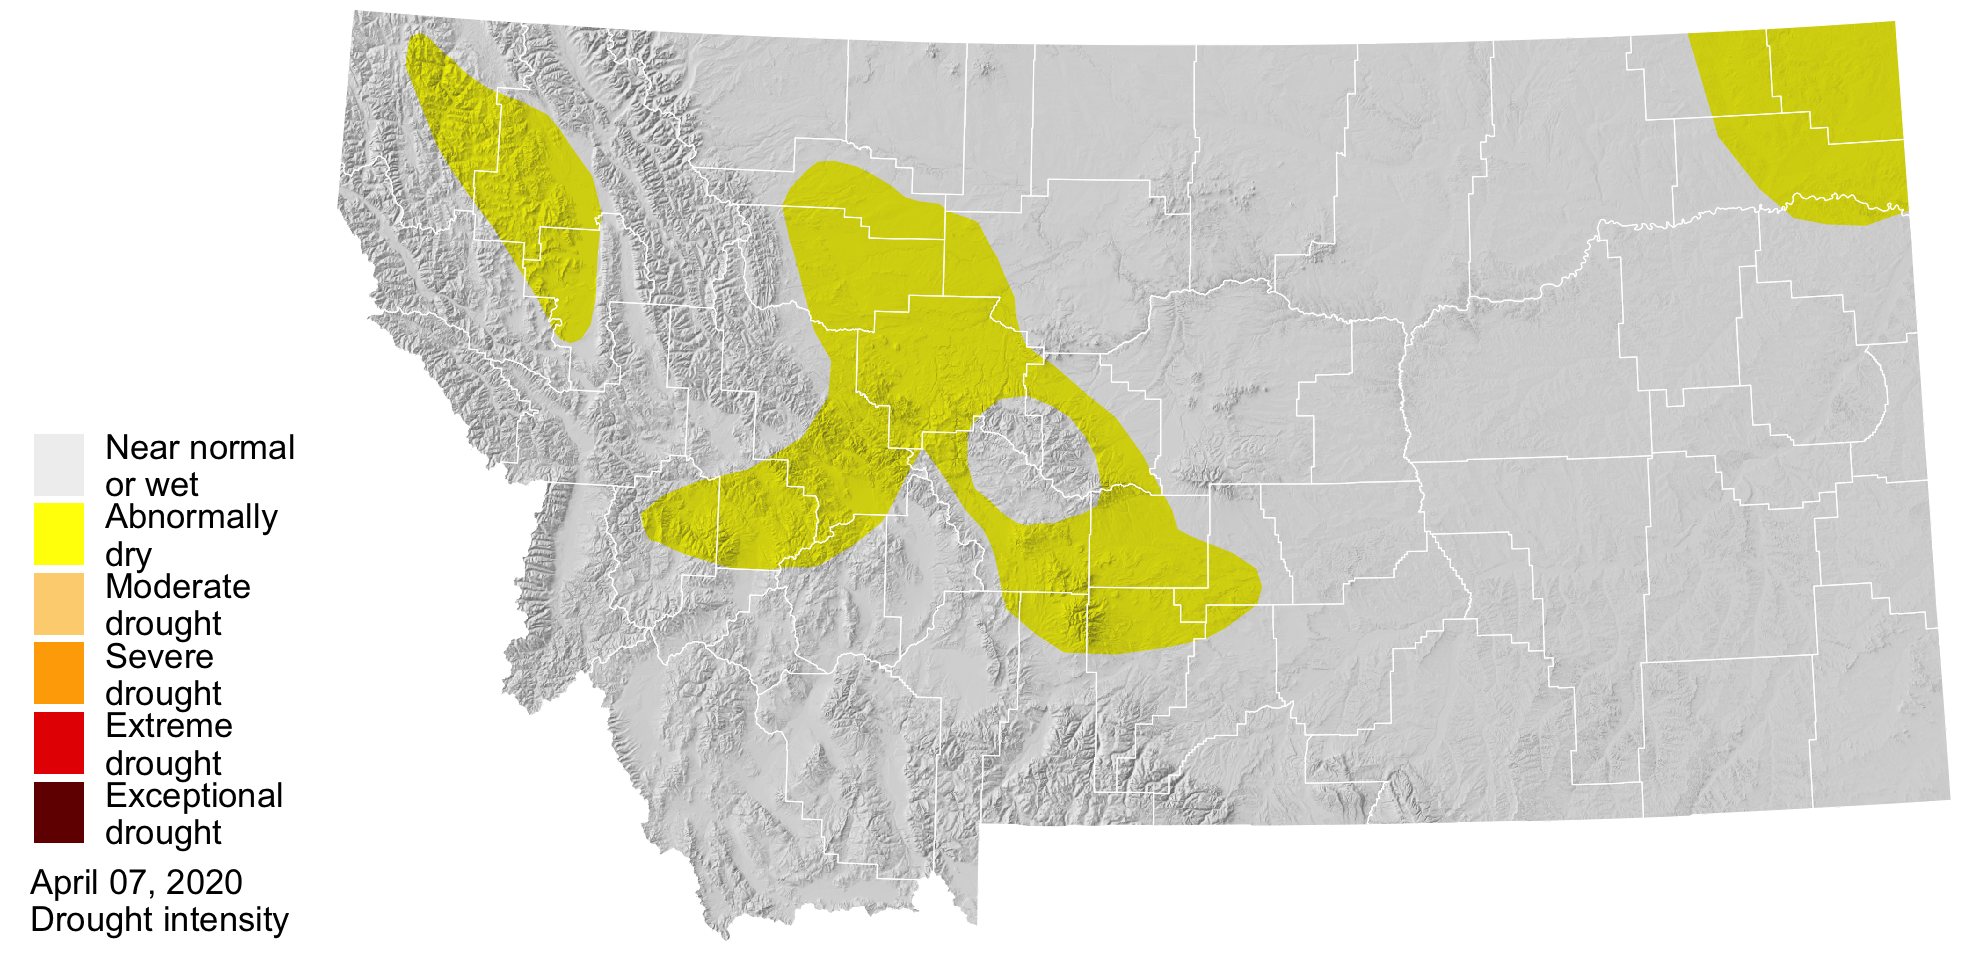 Near normal
or wet
Abnormally
dry
Moderate
drought
Severe
drought
Extreme
drought
Exceptional
drought
April 07, 2020
Drought intensity